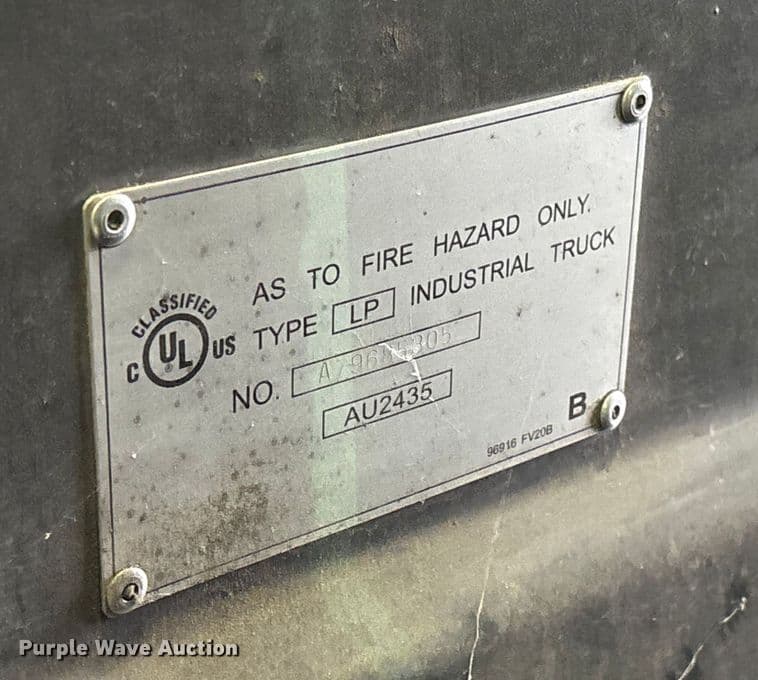 AS TO FIRE HAZARD ONLY.
CLASSIFIED
C UL US
®
TYPE LP INDUSTRIAL TRUCK
NO.
AU2435
B
96916 FV20B
Purple Wave Auction